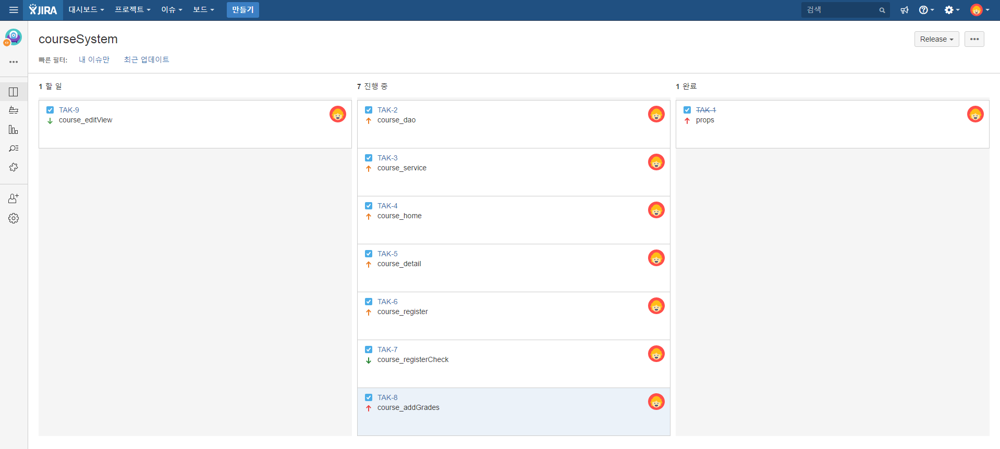 JIRA 대시보드 프로젝트 이슈 보드 만들기 검색
courseSystem
Release
빠른 필터: 내 이슈만 최근 업데이트
1 할 일
TAK-9
course_editView
7 진행 중
TAK-2
course_dao
TAK-3
course_service
TAK-4
course_home
TAK-5
course_detail
TAK-6
course_register
TAK-7
course_registerCheck
TAK-8
course_addGrades
1 완료
TAK-1
props